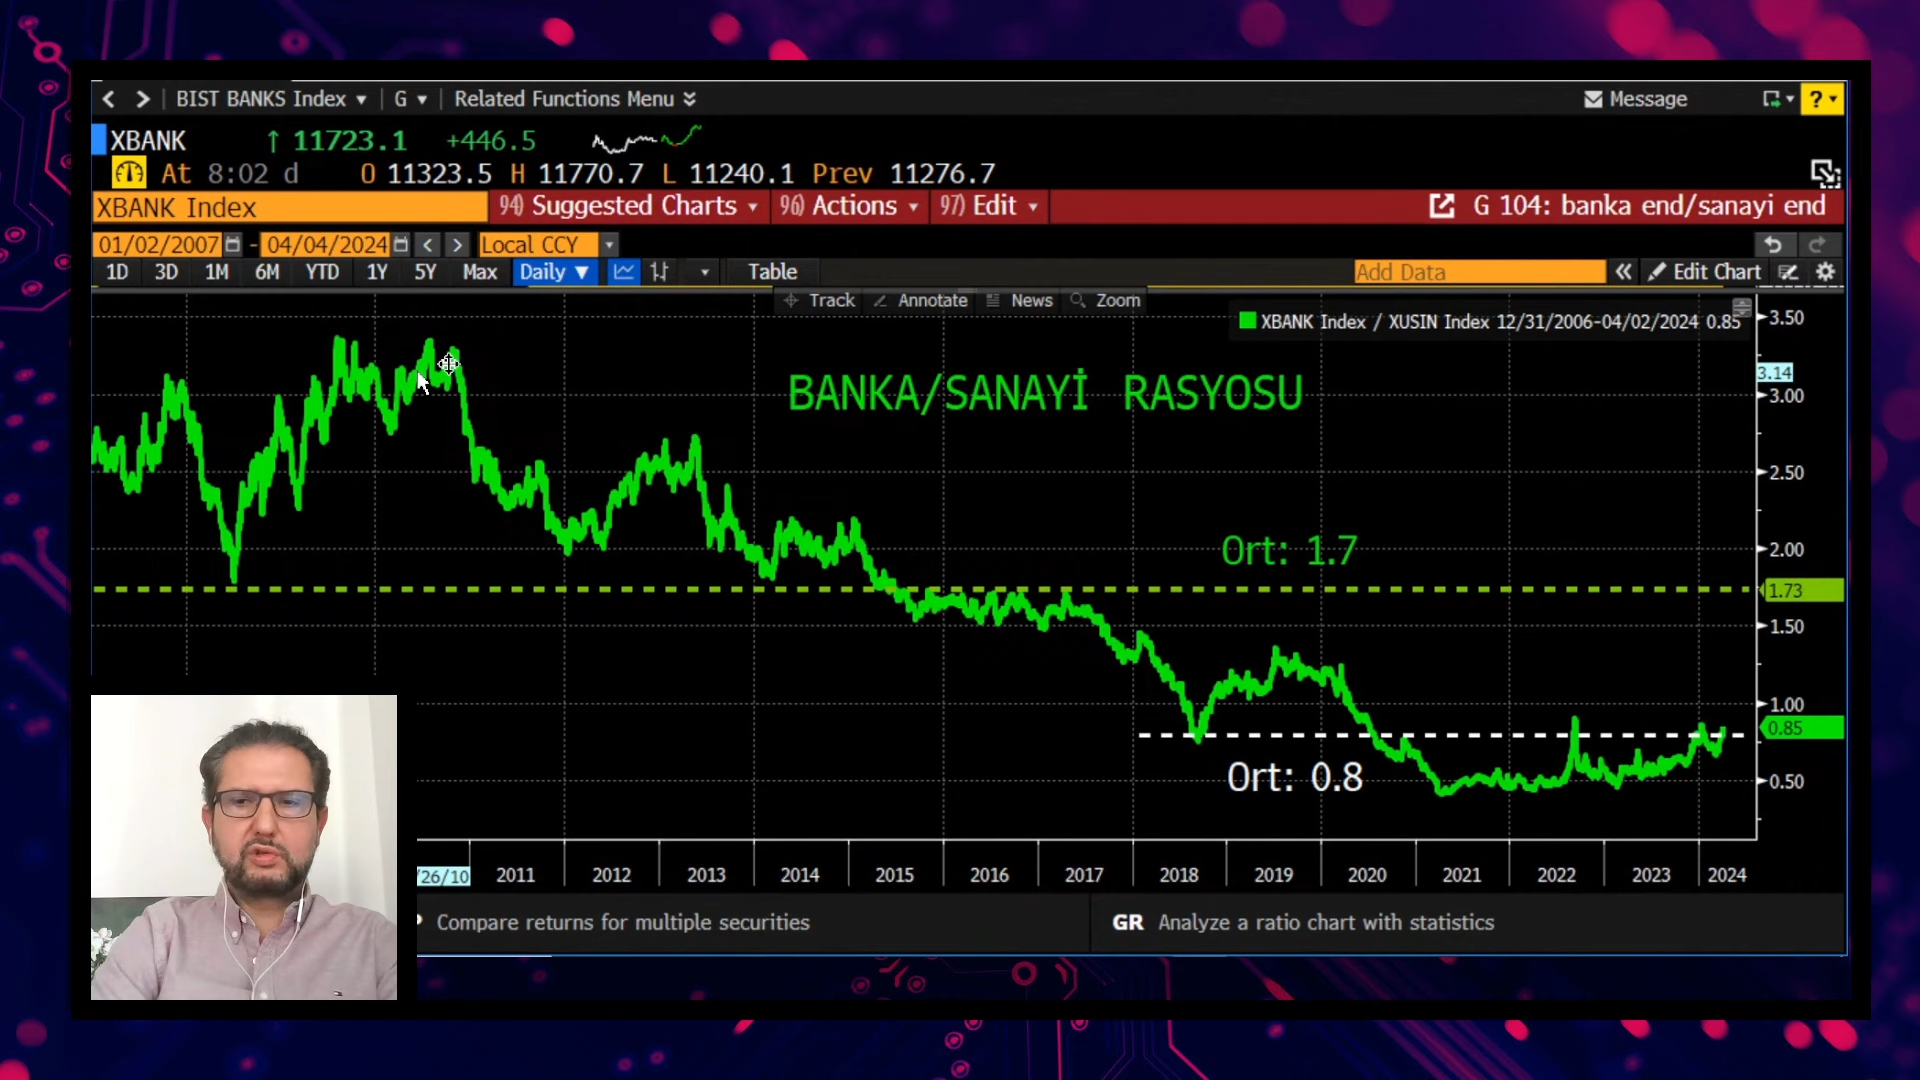 BIST BANKS Index G Related Functions Menu Message ?
XBANK 11723.1 +446.5
At 8:02 d O 11323.5 H 11770.7 L 11240.1 Prev 11276.7
XBANK Index 94) Suggested Charts 96) Actions 97) Edit G 104: banka end/sanayi end
01/02/2007 - 04/04/2024 Local CCY
1D 3D 1M 6M YTD 1Y 5Y Max Daily Table Add Data Edit Chart
Track Annotate News Zoom
XBANK Index / XUSIN Index 12/31/2006-04/02/2024 0.85
3.50
3.14
BANKA/SANAYİ RASYOSU
3.00
2.50
Ort: 1.7
2.00
1.73
1.50
1.00
0.85
Ort: 0.8
0.50
/26/10 2011 2012 2013 2014 2015 2016 2017 2018 2019 2020 2021 2022 2023 2024
Compare returns for multiple securities GR Analyze a ratio chart with statistics